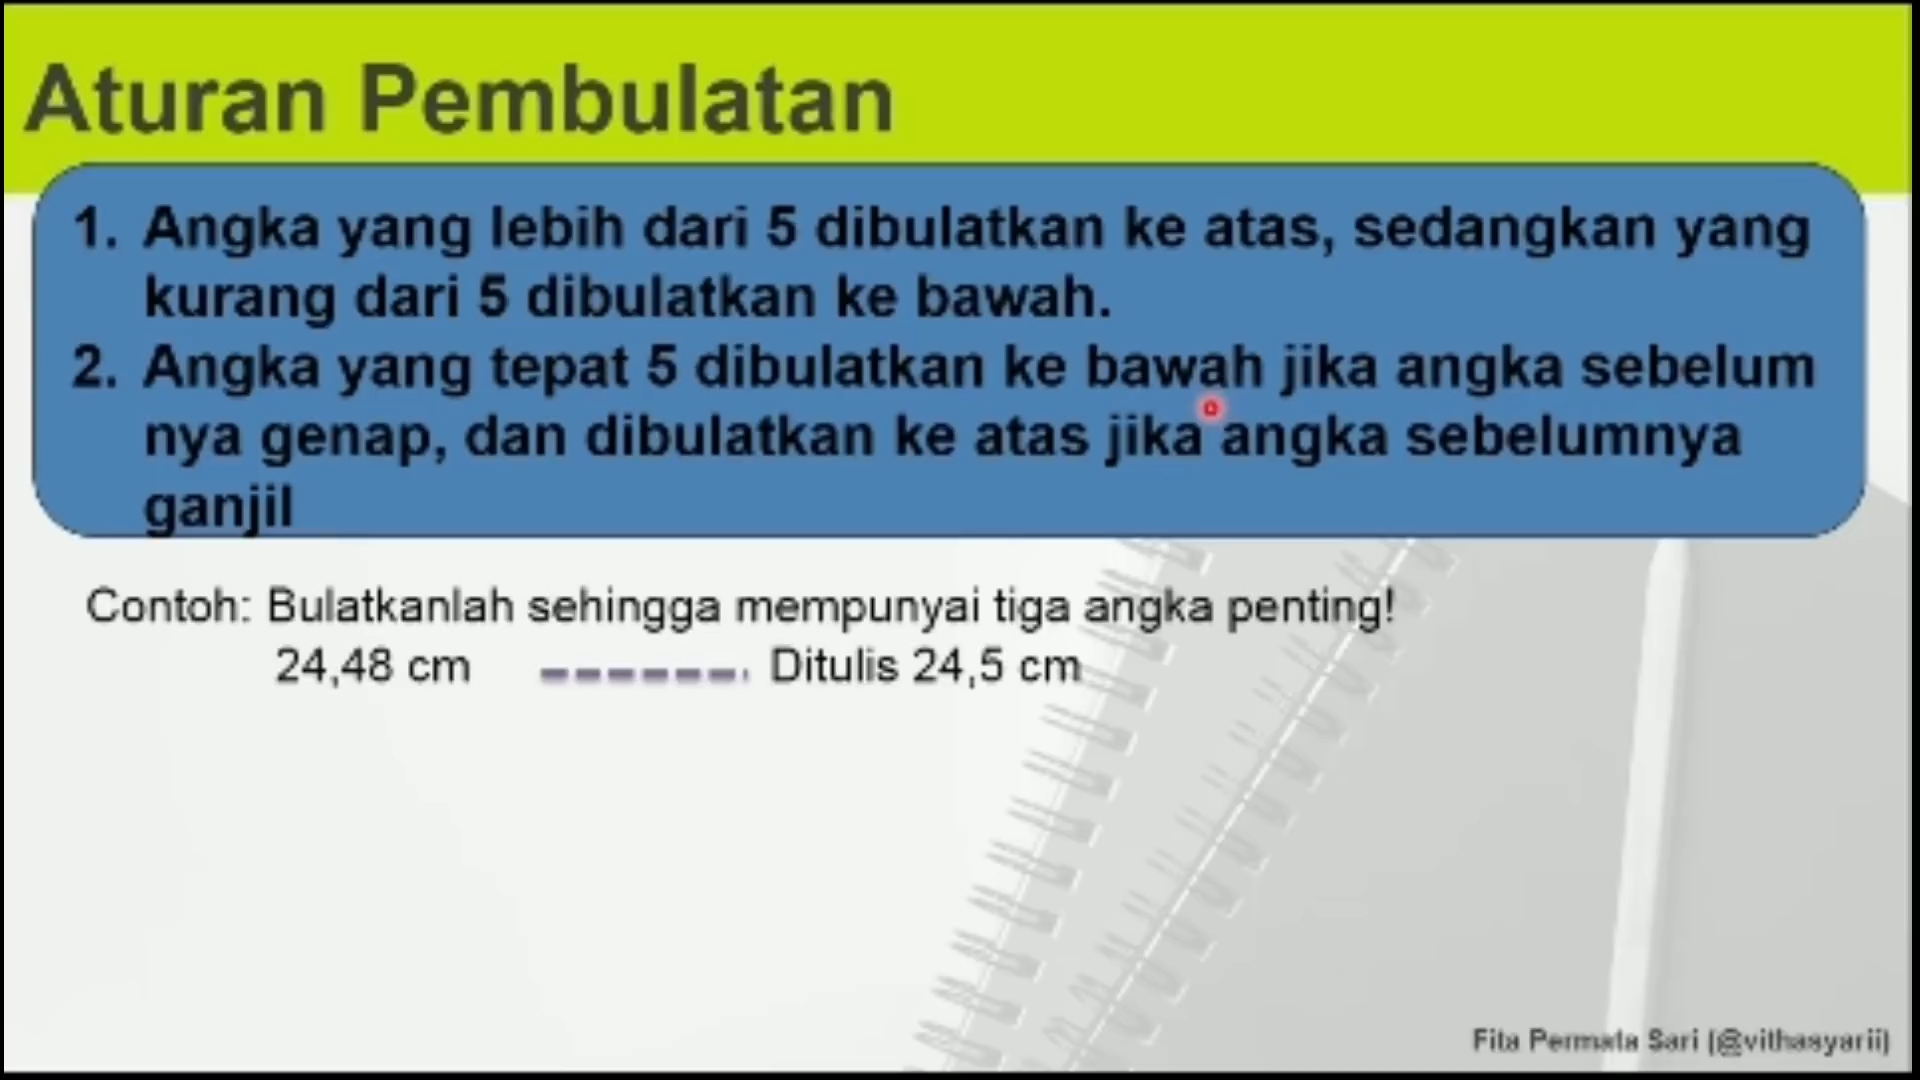 Aturan Pembulatan
1. Angka yang lebih dari 5 dibulatkan ke atas, sedangkan yang
kurang dari 5 dibulatkan ke bawah.
2. Angka yang tepat 5 dibulatkan ke bawah jika angka sebelum
nya genap, dan dibulatkan ke atas jika angka sebelumnya
ganjil
Contoh: Bulatkanlah sehingga mempunyai tiga angka penting!
24,48 cm ------ Ditulis 24,5 cm
Fita Permata Sari (@vithasyarii)